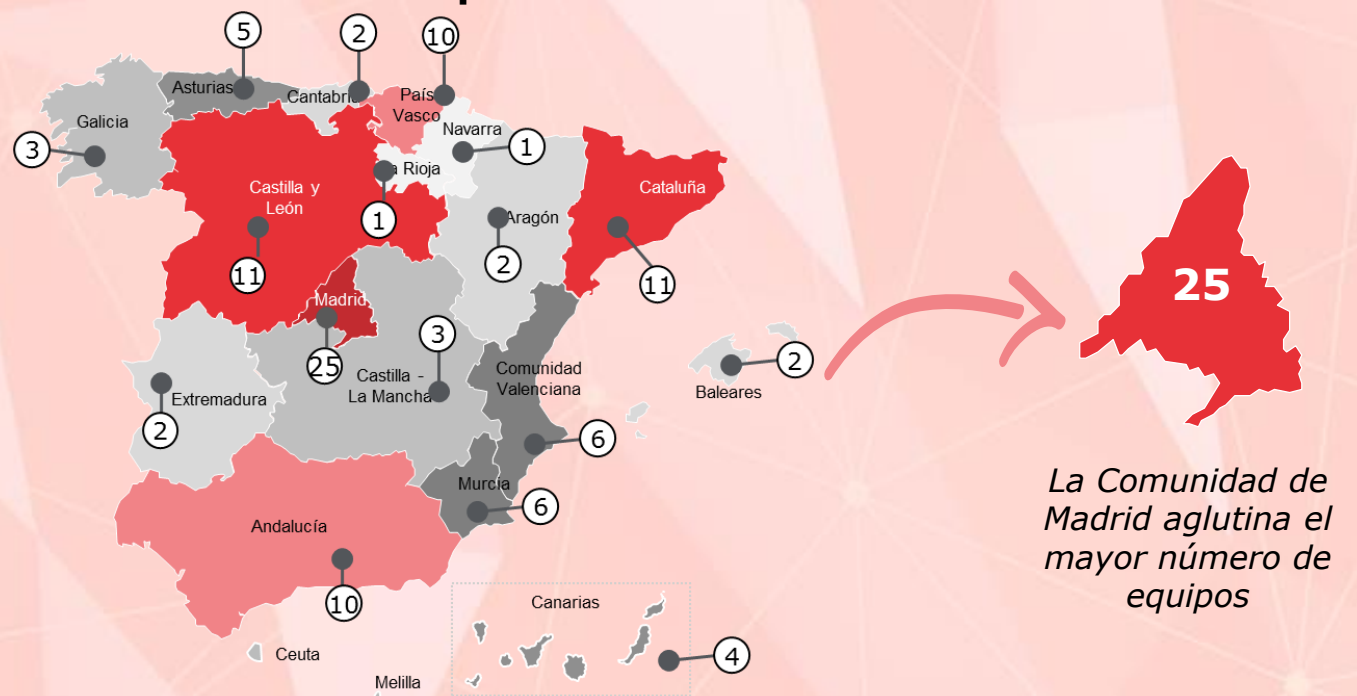 5
2
10
Asturias
Cantabria
País
Vasco
Galicia
Navarra
3
1
La Rioja
Castilla y
León
Cataluña
1
Aragón
2
11
11
25
Madrid
3
25
Castilla -
La Mancha
Comunidad
Valenciana
2
Baleares
Extremadura
2
6
Murcia
6
La Comunidad de
Madrid aglutina el
mayor número de
equipos
Andalucía
10
Canarias
4
Ceuta
Melilla